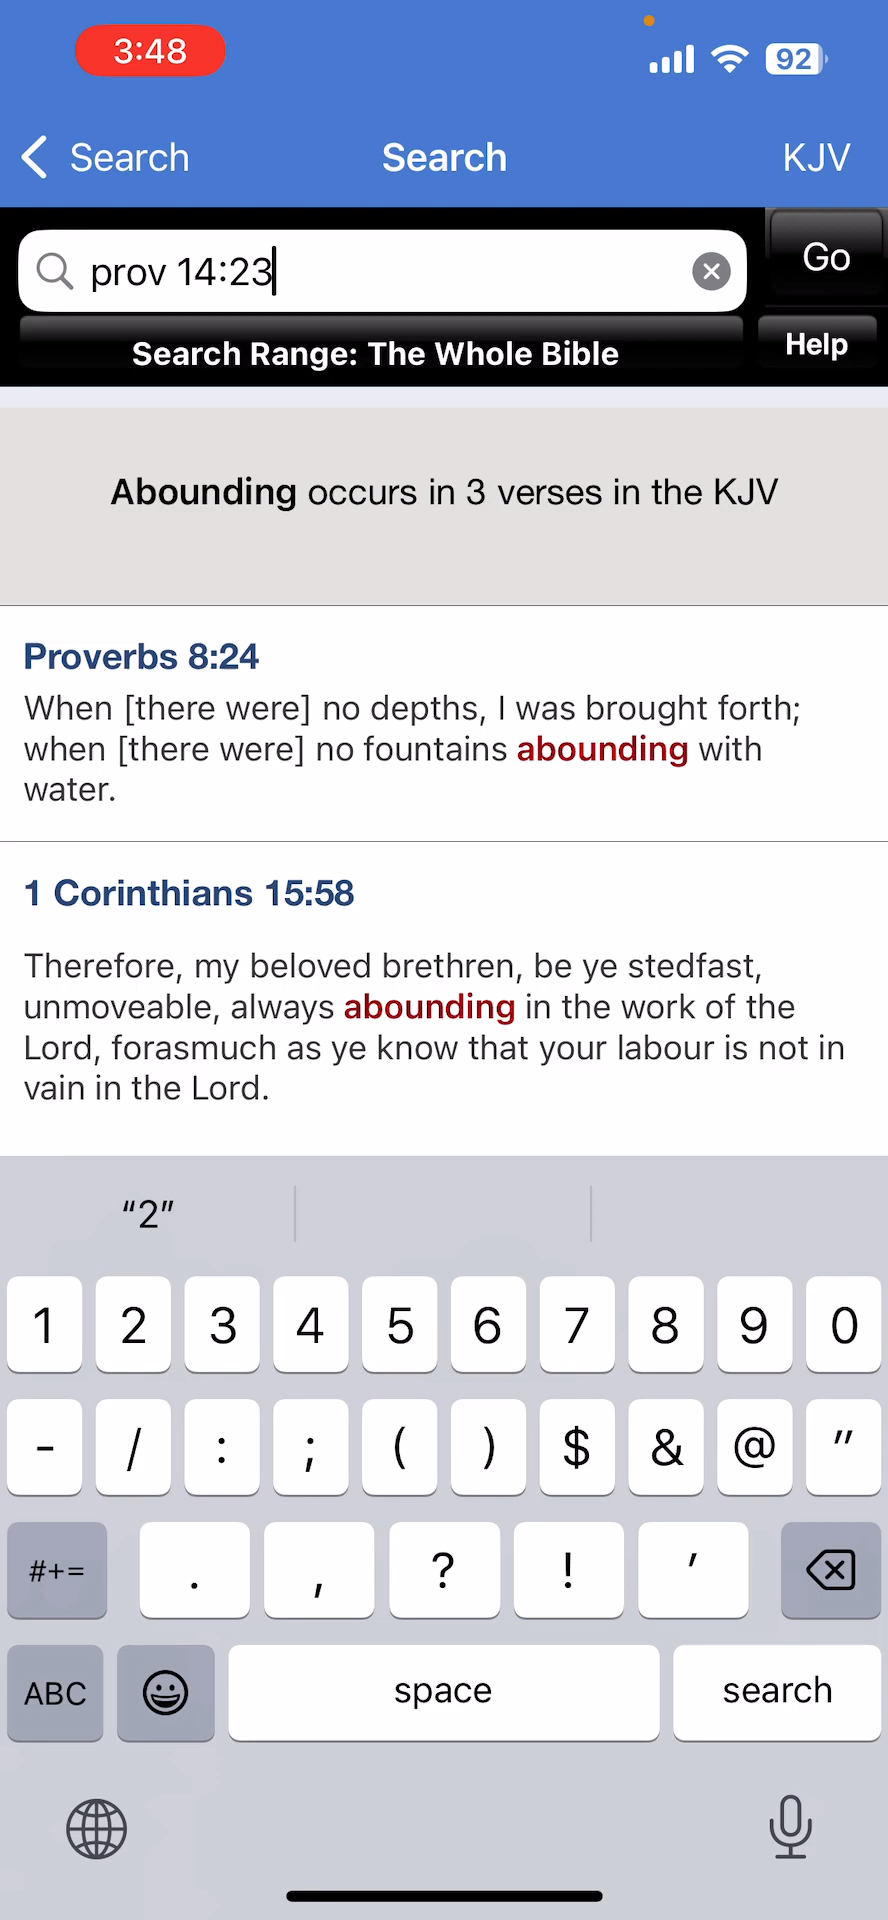 3:48
92
Search
Search
KJV
prov 14:23
Go
Search Range: The Whole Bible
Help
Abounding occurs in 3 verses in the KJV
Proverbs 8:24
When [there were] no depths, I was brought forth;
when [there were] no fountains abounding with
water.
1 Corinthians 15:58
Therefore, my beloved brethren, be ye stedfast,
unmoveable, always abounding in the work of the
Lord, forasmuch as ye know that your labour is not in
vain in the Lord.
“2”
1 2 3 4 5 6 7 8 9 0
- / : ; ( ) $ & @ "
#+= . , ? ! '
ABC space search